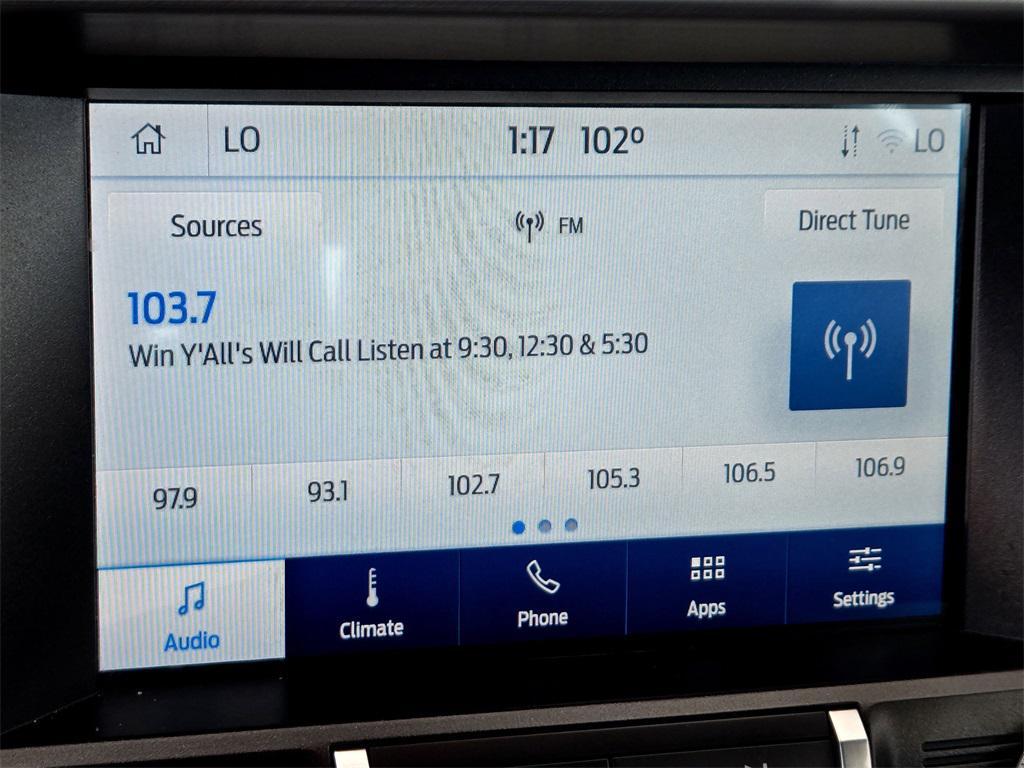 LO 1:17 102° LO
Sources FM Direct Tune
103.7
Win Y'All's Will Call Listen at 9:30, 12:30 & 5:30
97.9 93.1 102.7 105.3 106.5 106.9
Audio Climate Phone Apps Settings